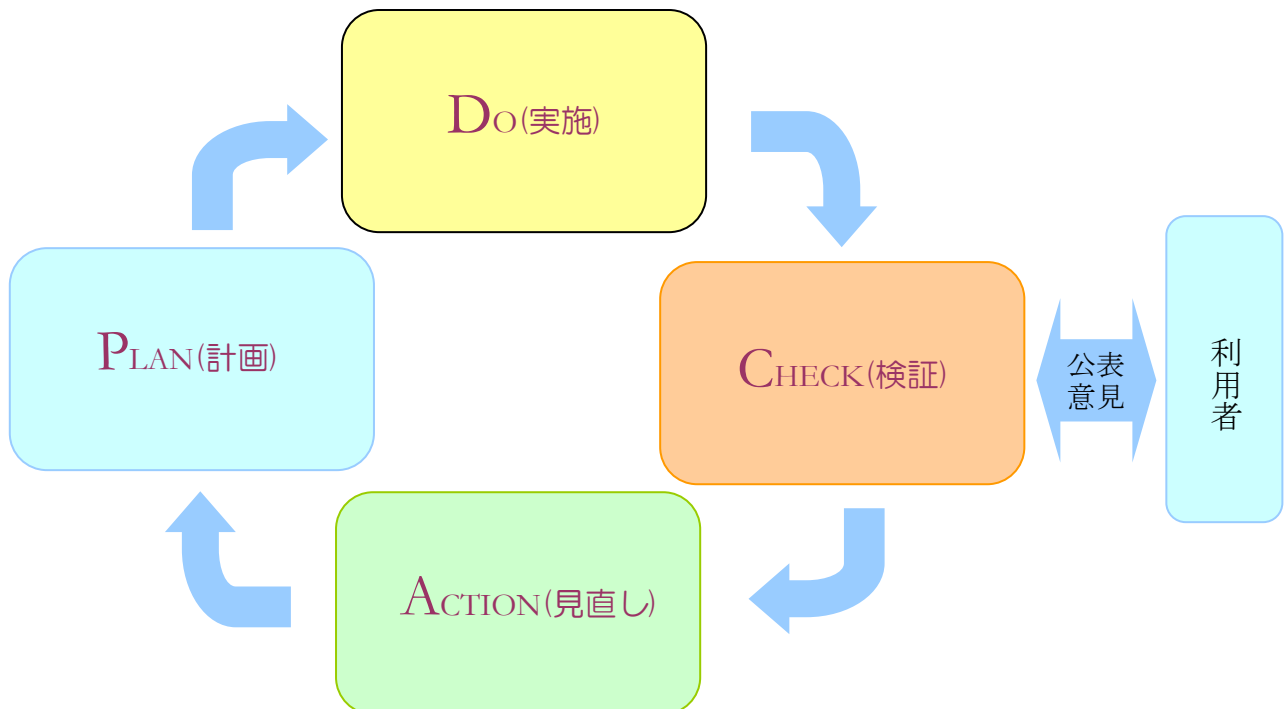 DO(実施)
PLAN(計画)
CHECK(検証)
公表
意見
利用者
ACTION(見直し)